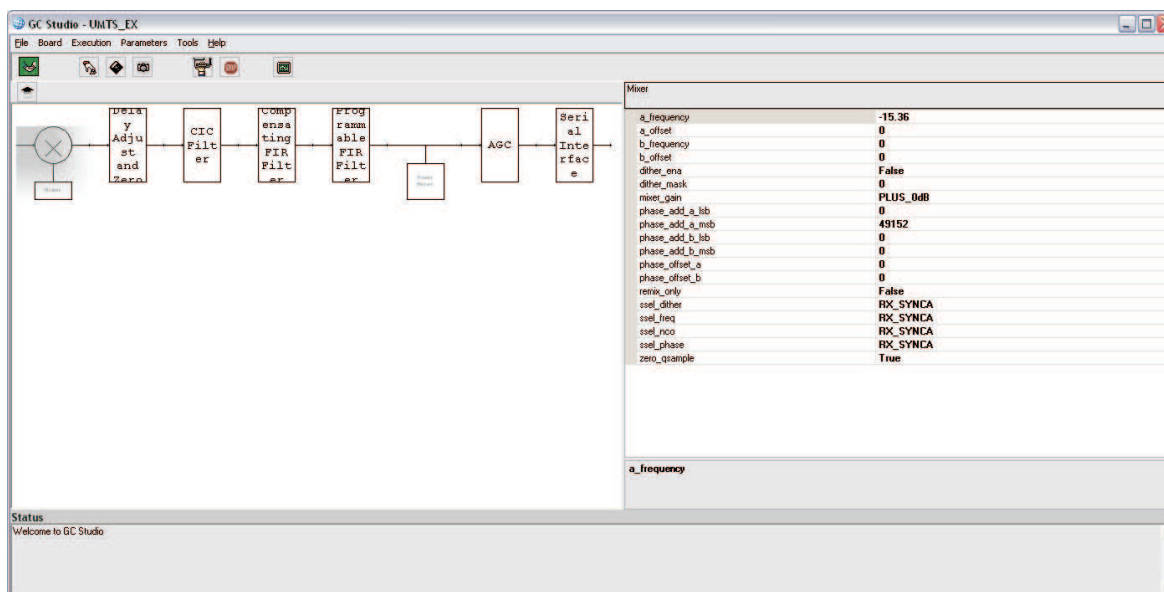 GC Studio - UMTS_EX
File Board Execution Parameters Tools Help
Mixer
Dela
y
Adju
st
and
Zero
CIC
Filt
er
Comp
ensa
ting
FIR
Filt
er
Prog
ramm
able
FIR
Filt
er
AGC
Seri
al
Inte
rfac
e
a_frequency -15.36
a_offset 0
b_frequency 0
b_offset 0
dither_ena False
dither_mask 0
mixer_gain PLUS_0dB
phase_add_a_lsb 0
phase_add_a_msb 49152
phase_add_b_lsb 0
phase_add_b_msb 0
phase_offset_a 0
phase_offset_b 0
remix_only False
ssel_dither RX_SYNCA
ssel_freq RX_SYNCA
ssel_nco RX_SYNCA
ssel_phase RX_SYNCA
zero_qsample True
a_frequency
Status
Welcome to GC Studio